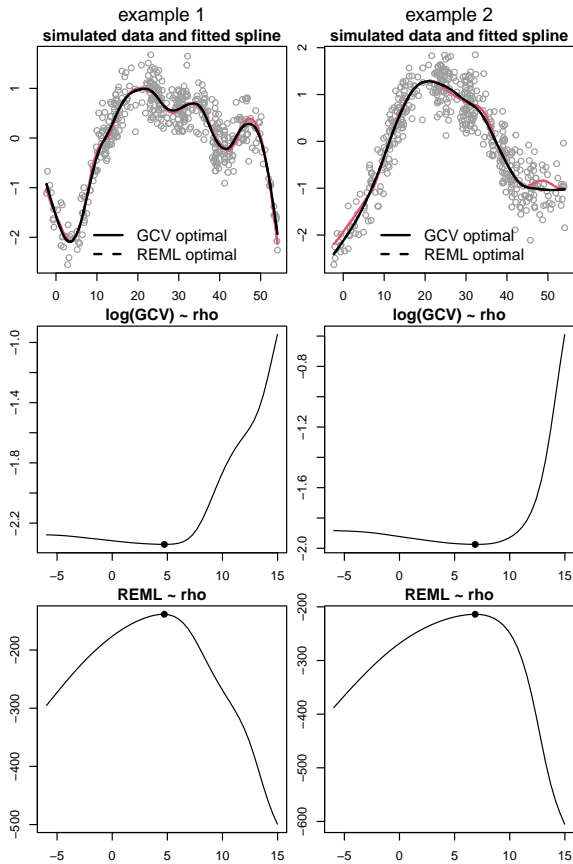 example 1
simulated data and fitted spline
1
0
−1
−2
GCV optimal
REML optimal
0 10 20 30 40 50
example 2
simulated data and fitted spline
2
1
0
−1
−2
GCV optimal
REML optimal
0 10 20 30 40 50
log(GCV) ~ rho
−1.0
−1.4
−1.8
−2.2
−5 0 5 10 15
log(GCV) ~ rho
−0.8
−1.2
−1.6
−2.0
−5 0 5 10 15
REML ~ rho
−200
−300
−400
−500
−5 0 5 10 15
REML ~ rho
−200
−300
−400
−500
−600
−5 0 5 10 15